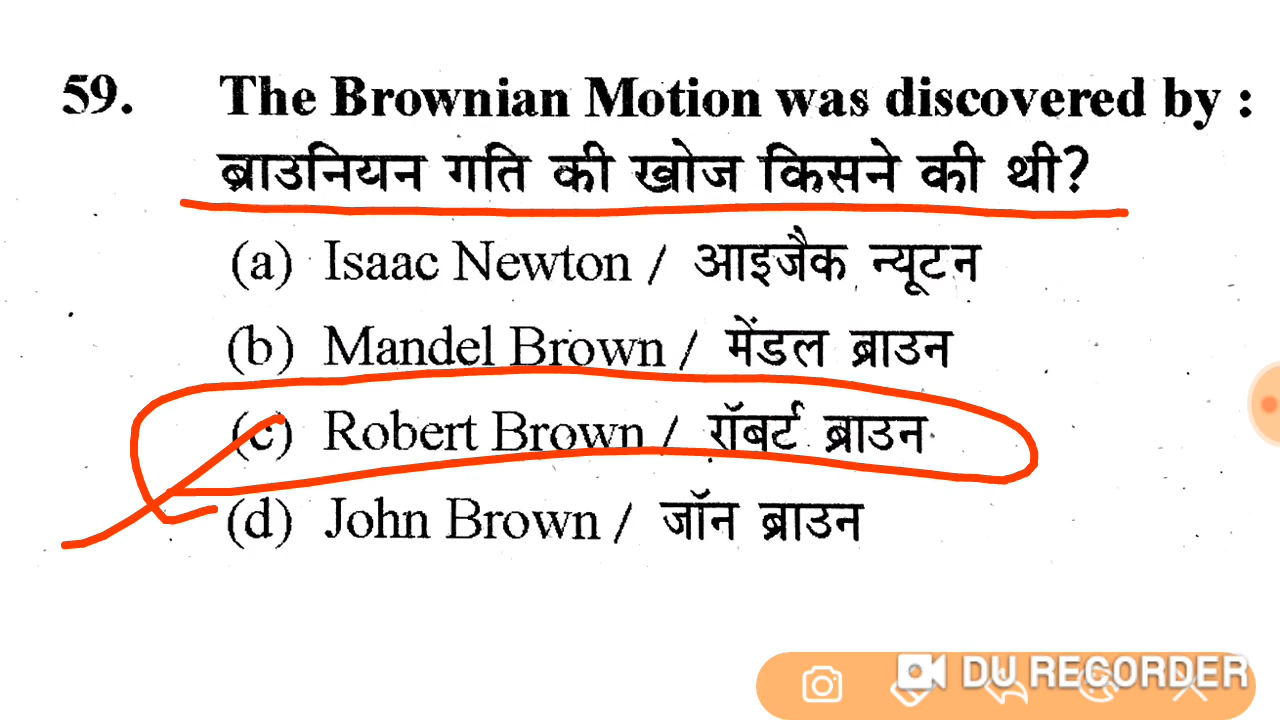 59. The Brownian Motion was discovered by :
ब्राउनियन गति की खोज किसने की थी?
(a) Isaac Newton / आइजैक न्यूटन
(b) Mandel Brown / मेंडल ब्राउन
(c) Robert Brown / रॉबर्ट ब्राउन
(d) John Brown / जॉन ब्राउन
DU RECORDER